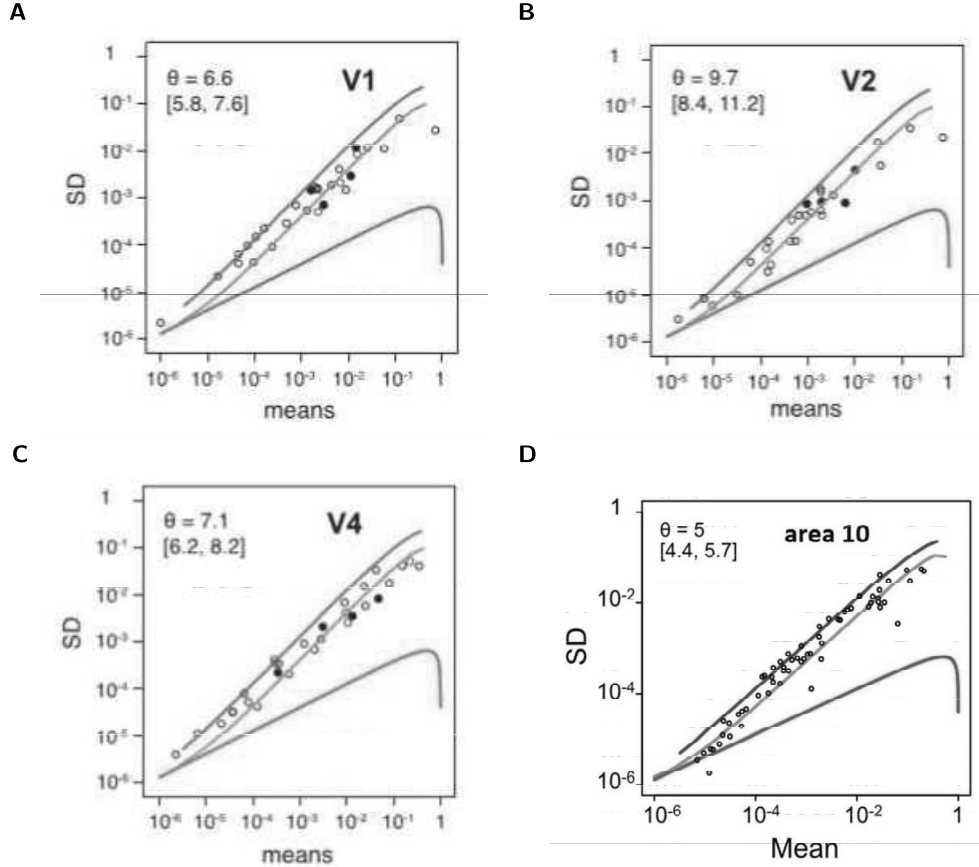 A
1
10⁻¹
10⁻²
10⁻³
10⁻⁴
10⁻⁵
10⁻⁶
SD
θ = 6.6
[5.8, 7.6]
V1
10⁻⁶ 10⁻⁵ 10⁻⁴ 10⁻³ 10⁻² 10⁻¹ 1
means
B
1
10⁻¹
10⁻²
10⁻³
10⁻⁴
10⁻⁵
10⁻⁶
SD
θ = 9.7
[8.4, 11.2]
V2
10⁻⁶ 10⁻⁵ 10⁻⁴ 10⁻³ 10⁻² 10⁻¹ 1
means
C
1
10⁻¹
10⁻²
10⁻³
10⁻⁴
10⁻⁵
10⁻⁶
SD
θ = 7.1
[6.2, 8.2]
V4
10⁻⁶ 10⁻⁵ 10⁻⁴ 10⁻³ 10⁻² 10⁻¹ 1
means
D
1
10⁻²
10⁻⁴
10⁻⁶
SD
θ = 5
[4.4, 5.7]
area 10
10⁻⁶ 10⁻⁴ 10⁻² 1
Mean